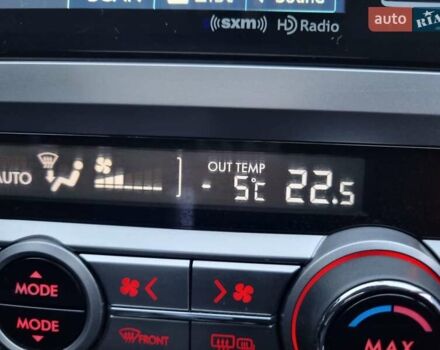 auto RIA
((( sxm))) HD Radio
AUTO OUT TEMP
- 5°C 22.5
MODE
MODE
FRONT
MAX